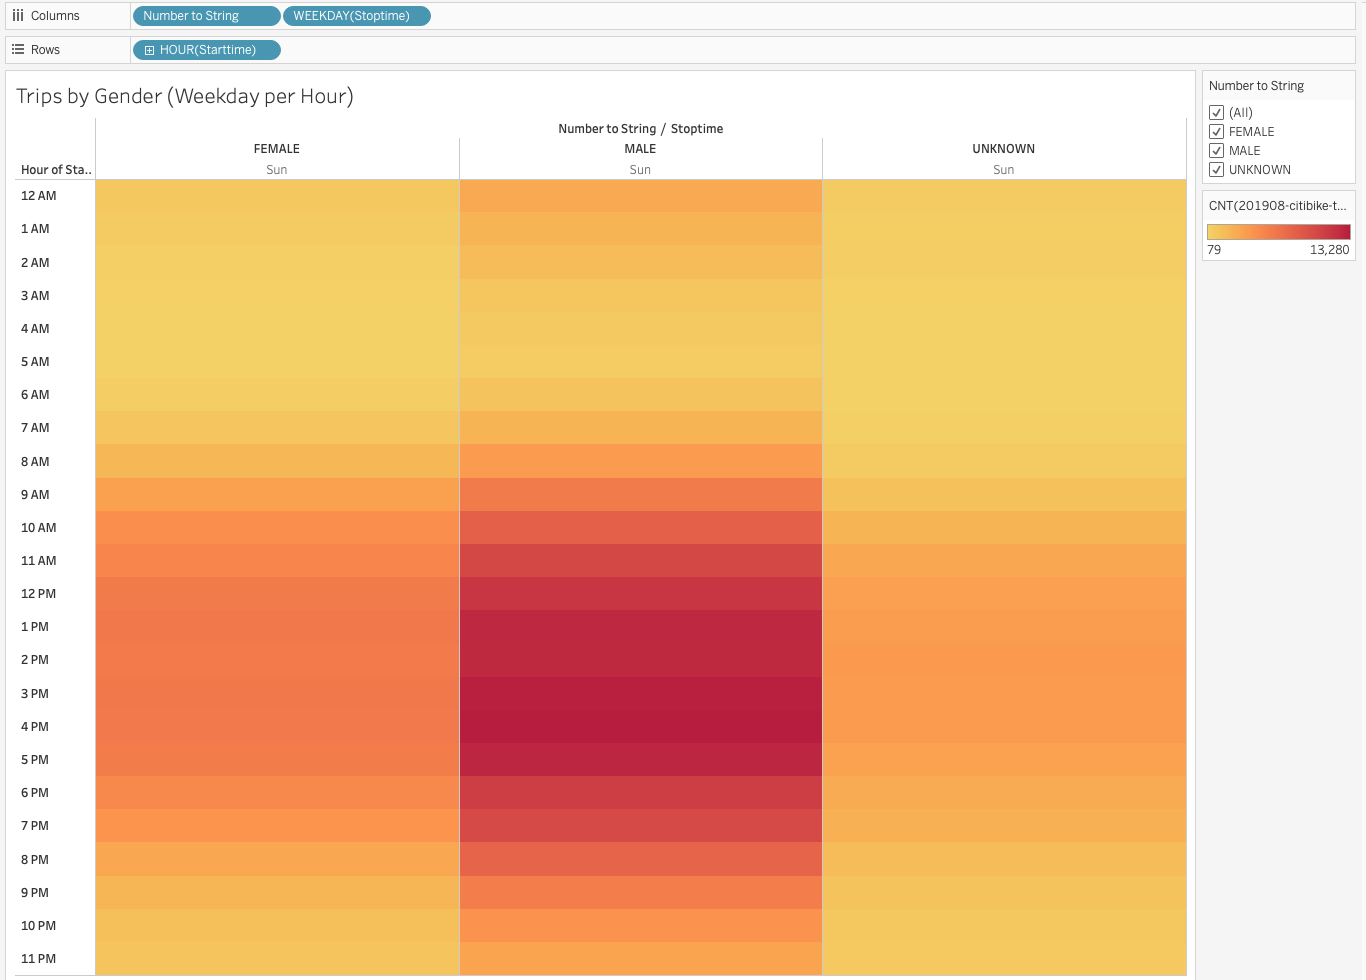 Columns
Number to String
WEEKDAY(Stoptime)
Rows
HOUR(Starttime)
Trips by Gender (Weekday per Hour)
Number to String / Stoptime
FEMALE
MALE
UNKNOWN
Hour of Sta..
Sun
Sun
Sun
12 AM
1 AM
2 AM
3 AM
4 AM
5 AM
6 AM
7 AM
8 AM
9 AM
10 AM
11 AM
12 PM
1 PM
2 PM
3 PM
4 PM
5 PM
6 PM
7 PM
8 PM
9 PM
10 PM
11 PM
Number to String
(All)
FEMALE
MALE
UNKNOWN
CNT(201908-citibike-t...
79
13,280